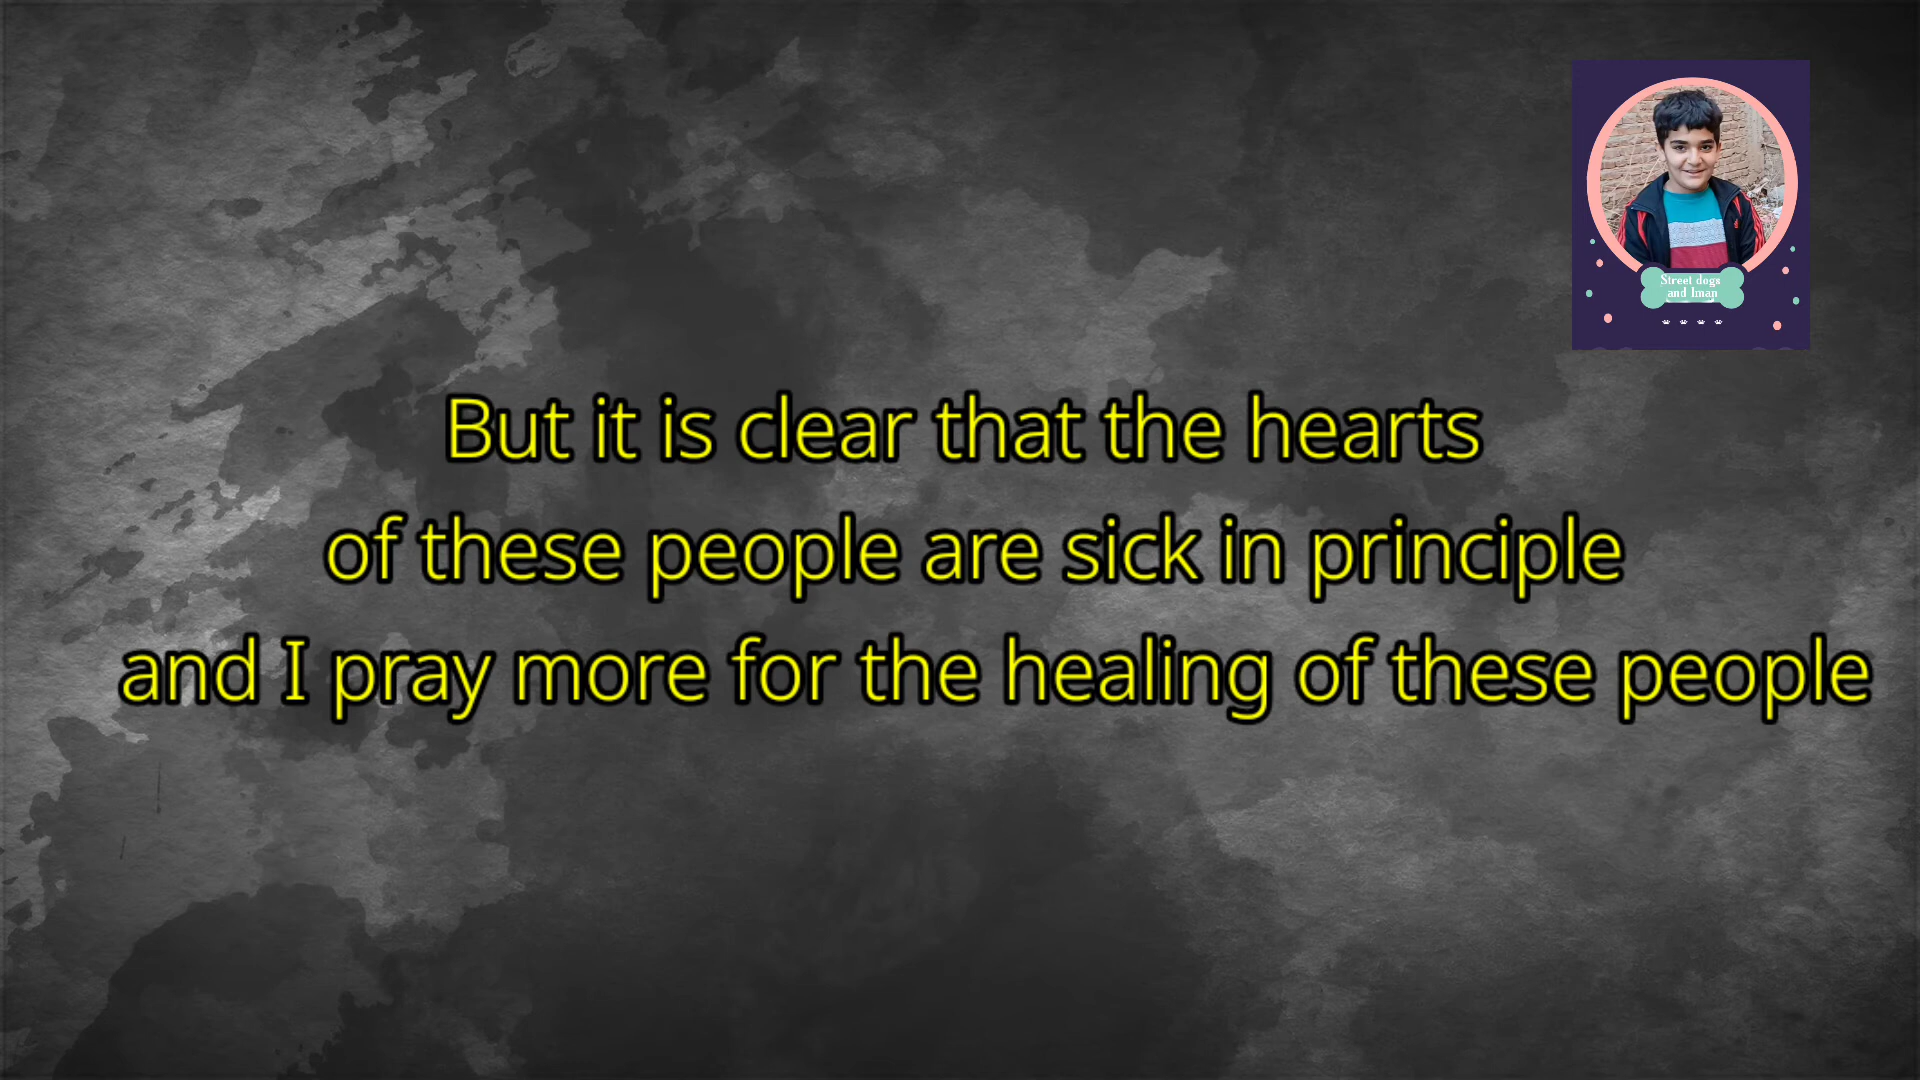 Street dogs
and Iman
But it is clear that the hearts
of these people are sick in principle
and I pray more for the healing of these people